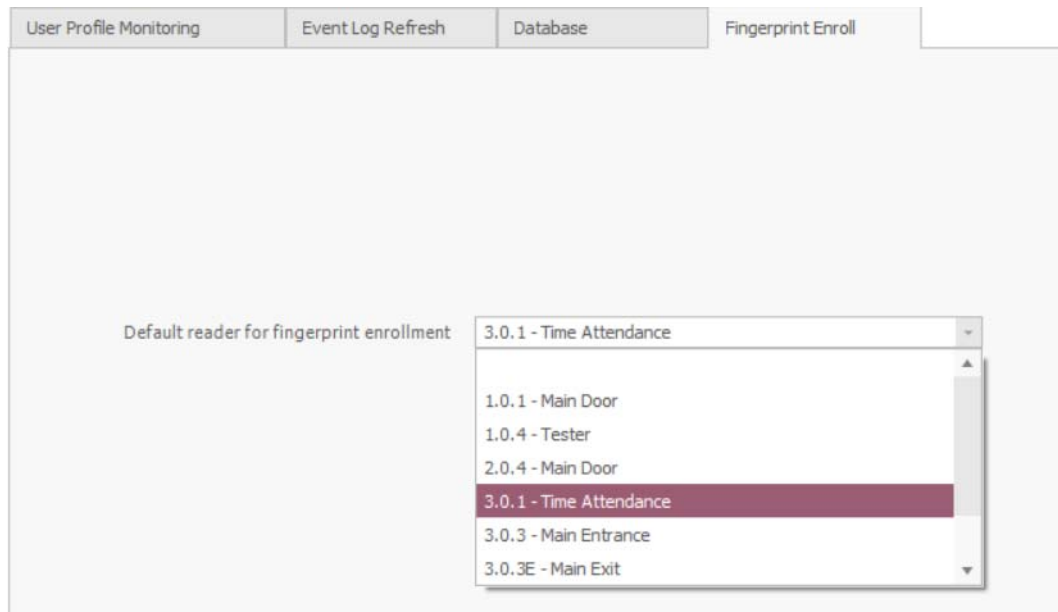 User Profile Monitoring
Event Log Refresh
Database
Fingerprint Enroll
Default reader for fingerprint enrollment
3.0.1 - Time Attendance
1.0.1 - Main Door
1.0.4 - Tester
2.0.4 - Main Door
3.0.1 - Time Attendance
3.0.3 - Main Entrance
3.0.3E - Main Exit